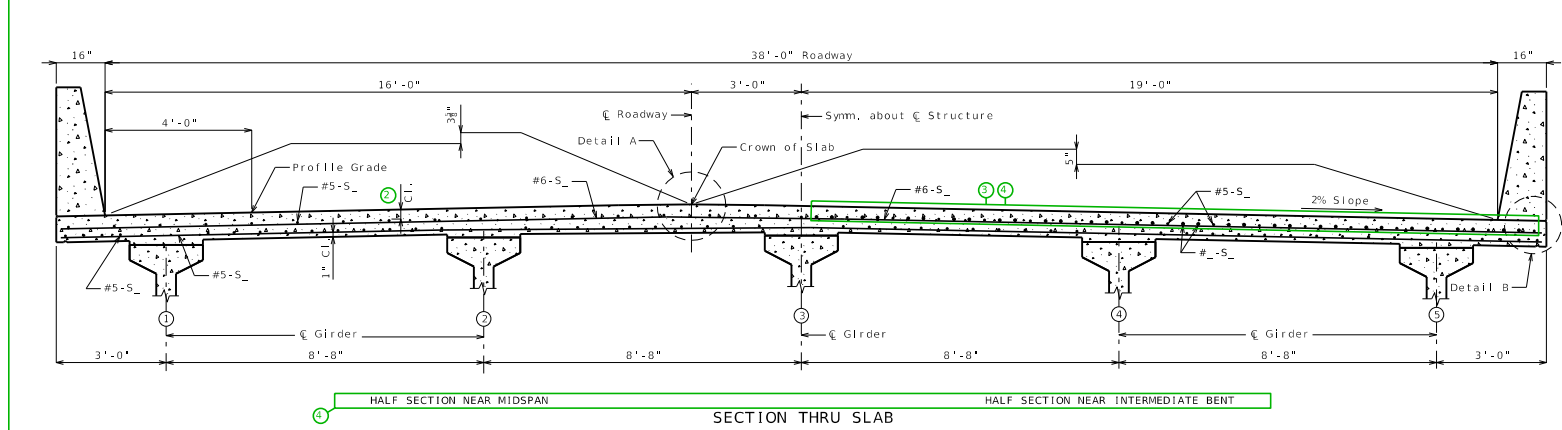 38'-0" Roadway
16"
16"
16'-0"
3'-0"
19'-0"
4'-0"
℄ Roadway
Symm. about ℄ Structure
Detail A
Crown of Slab
5"
Profile Grade
#5-S_
2
Cl.
#6-S_
#6-S_
3
4
#5-S_
2% Slope
#5-S_
#5-S_
1" Cl.
#_-S_
Detail B
1
2
3
4
5
℄ Girder
℄ Girder
℄ Girder
3'-0"
8'-8"
8'-8"
8'-8"
8'-8"
3'-0"
4
HALF SECTION NEAR MIDSPAN
HALF SECTION NEAR INTERMEDIATE BENT
SECTION THRU SLAB